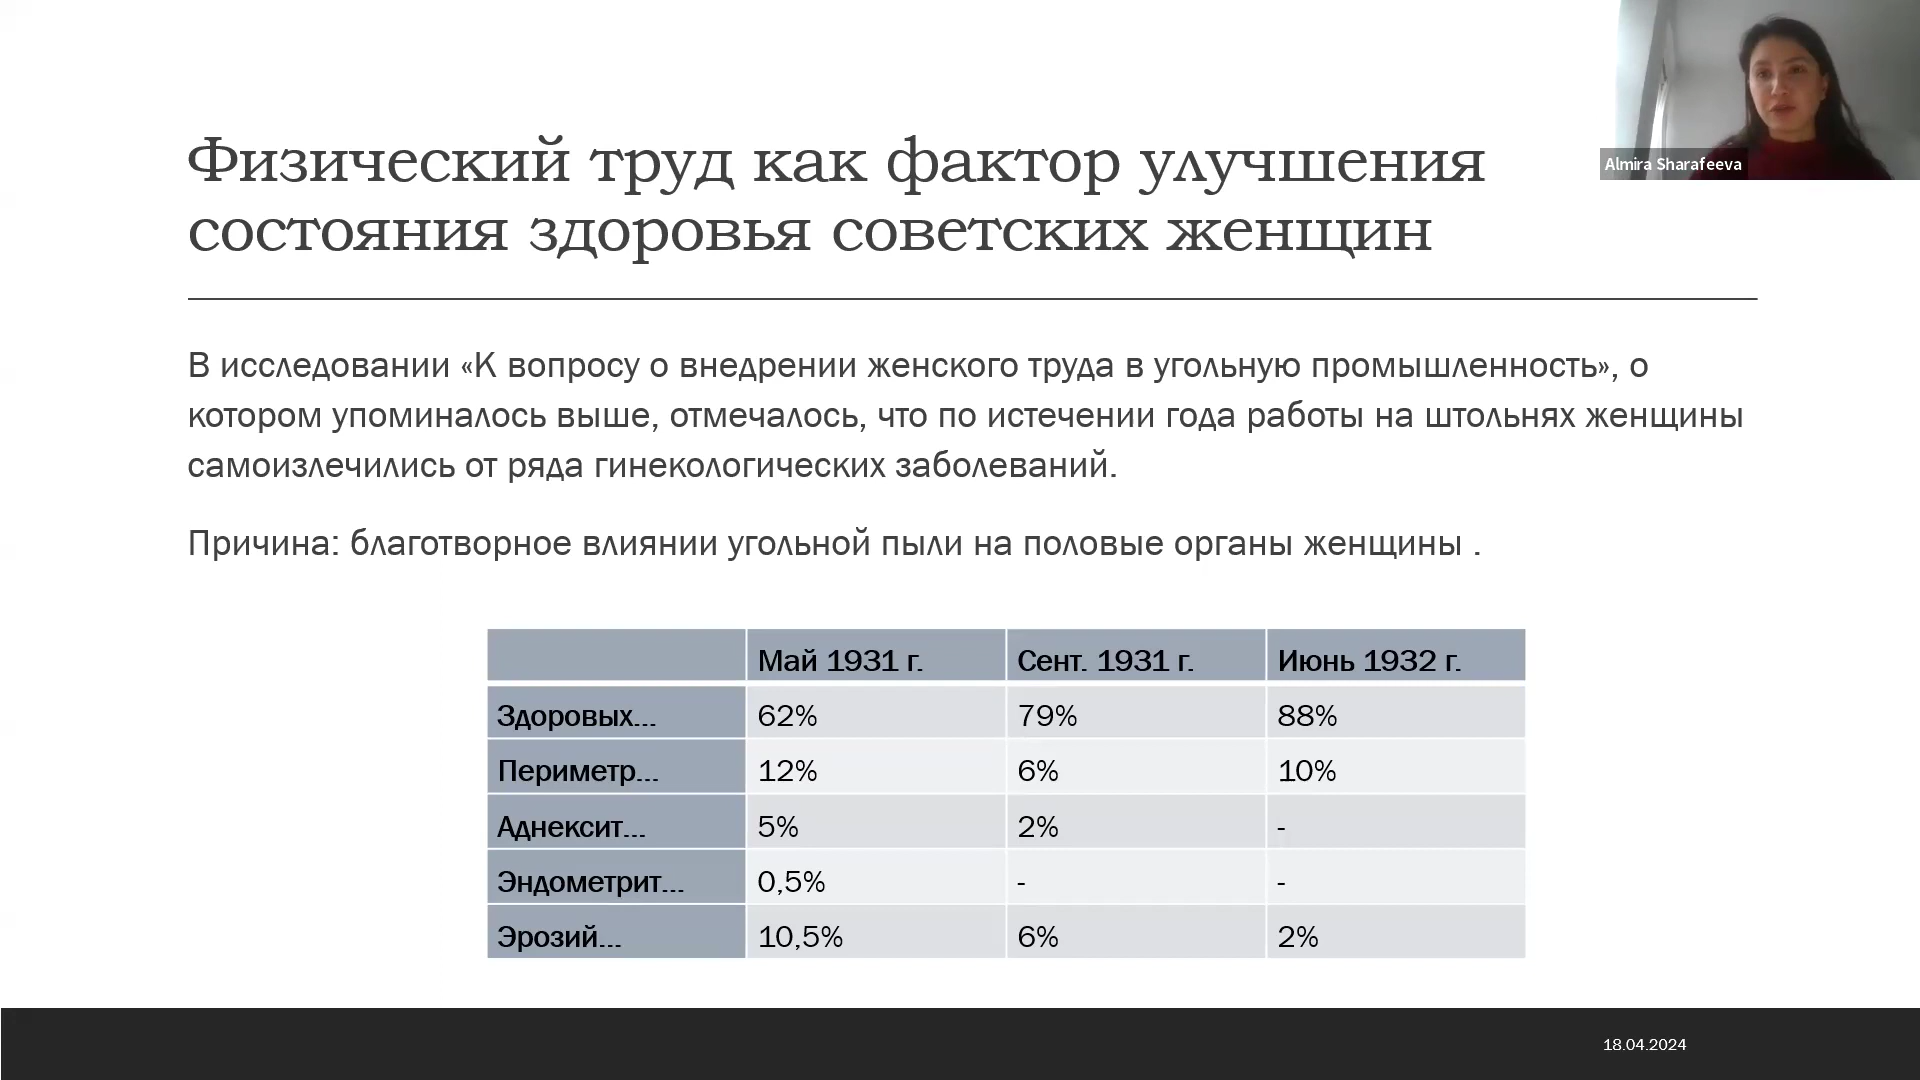 Almira Sharafeeva
Физический труд как фактор улучшения
состояния здоровья советских женщин
В исследовании «К вопросу о внедрении женского труда в угольную промышленность», о
котором упоминалось выше, отмечалось, что по истечении года работы на штольнях женщины
самоизлечились от ряда гинекологических заболеваний.
Причина: благотворное влиянии угольной пыли на половые органы женщины .
Май 1931 г. Сент. 1931 г. Июнь 1932 г.
Здоровых... 62% 79% 88%
Периметр... 12% 6% 10%
Аднексит... 5% 2% -
Эндометрит... 0,5% - -
Эрозий... 10,5% 6% 2%
18.04.2024